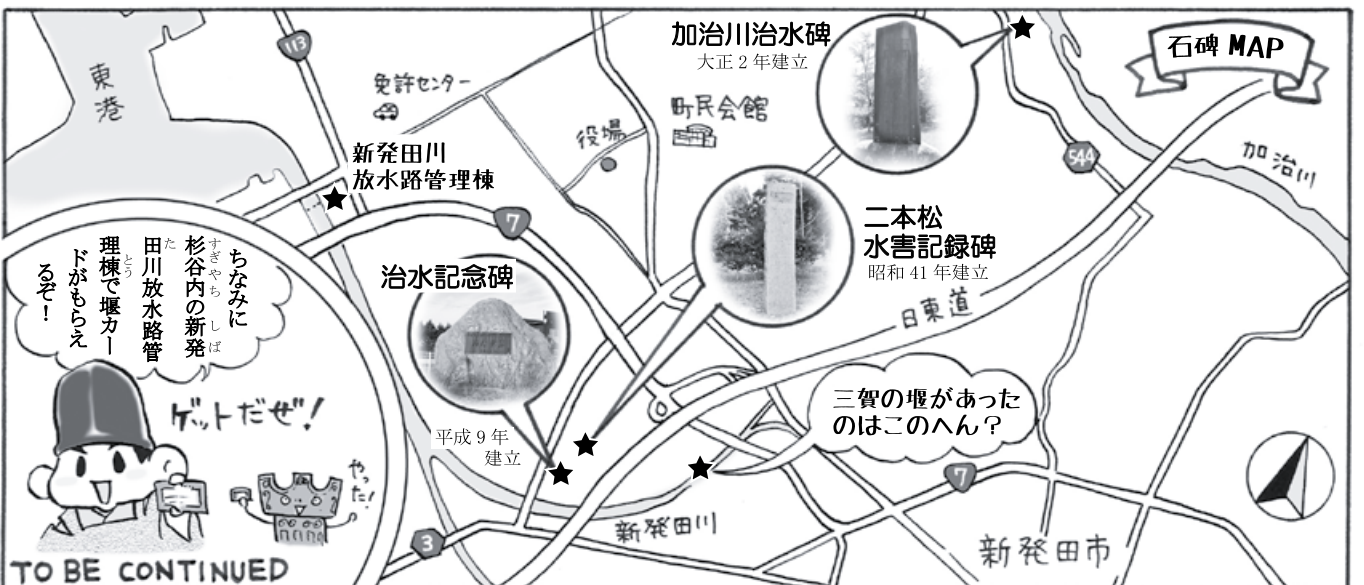 石碑 MAP
加治川治水碑
大正2年建立
544
加治川
東港
113
免許センター
役場
町民会館
新発田川
放水路管理棟
7
二本松
水害記録碑
昭和41年建立
治水記念碑
平成9年
建立
日東道
三賀の堰があった
のはこのへん？
7
新発田川
新発田市
3
ちなみに
杉谷内の新発
すぎやち しば
田川放水路管
た
理棟で堰カー
とう
ドがもらえ
るぞ！
ゲットだぜ!
やった!
TO BE CONTINUED